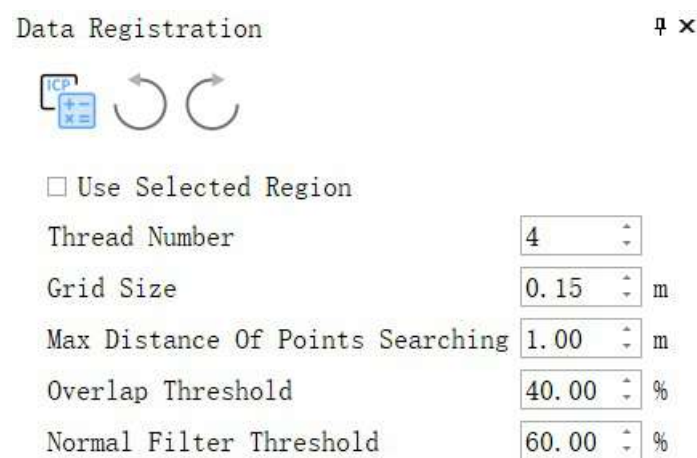 Data Registration
ICP
Use Selected Region
Thread Number 4
Grid Size 0.15 m
Max Distance Of Points Searching 1.00 m
Overlap Threshold 40.00 %
Normal Filter Threshold 60.00 %